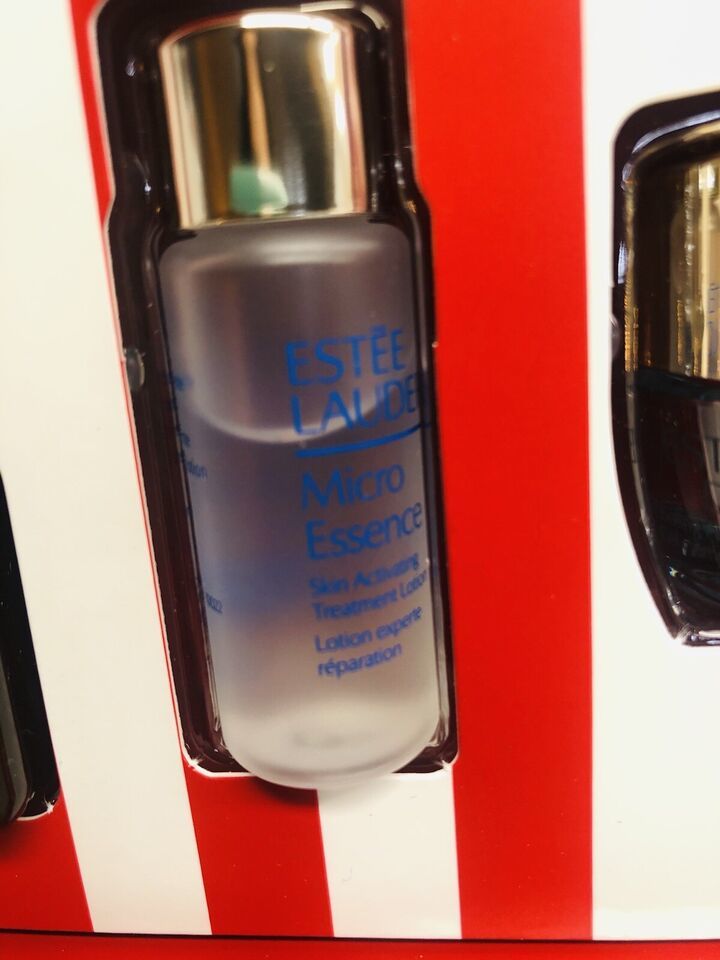 ESTĒE
LAUDE
Micro
Essence
Skin Activating
Treatment Lotion
Lotion experte
réparation